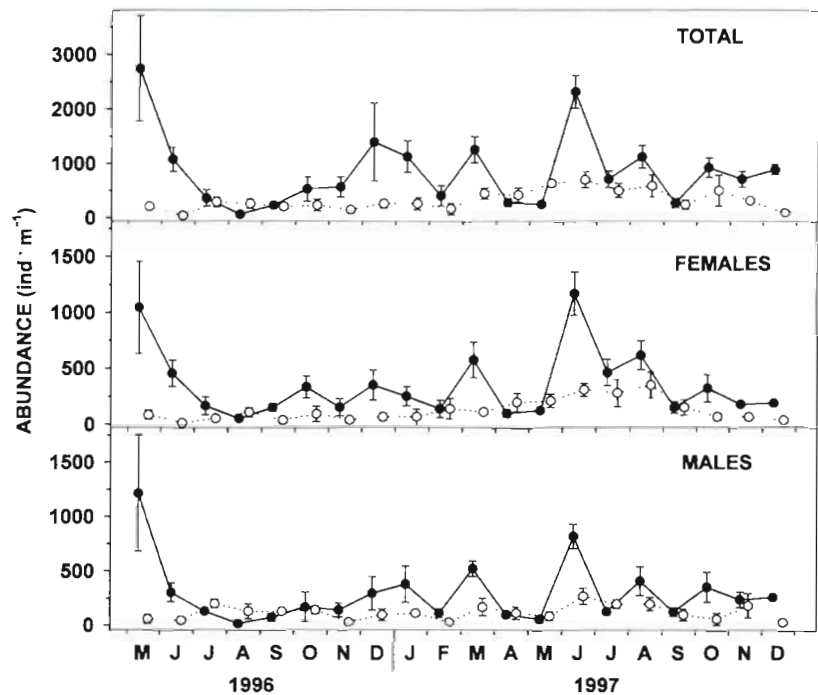 TOTAL
3000
2000
1000
0
FEMALES
1500
1000
500
0
MALES
1500
1000
500
0
ABUNDANCE (ind · m⁻¹)
M J J A S O N D J F M A M J J A S O N D
1996 1997